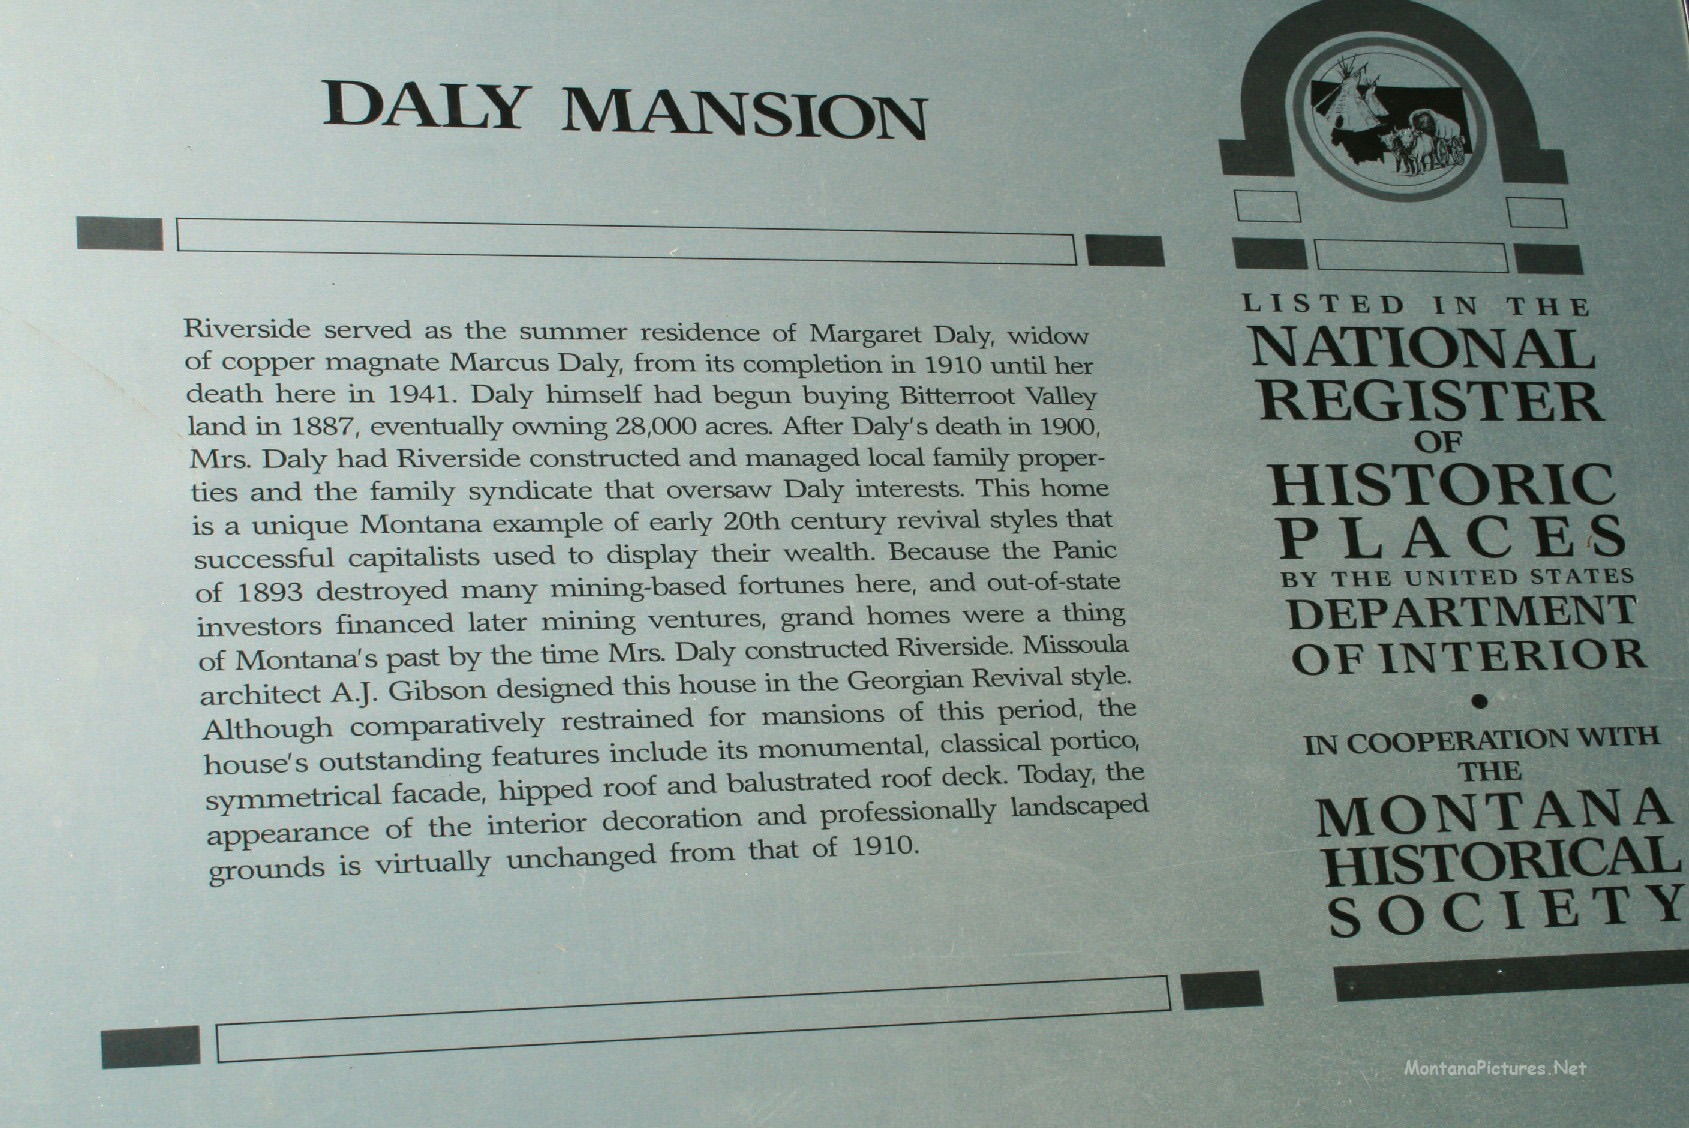 DALY MANSION
Riverside served as the summer residence of Margaret Daly, widow
of copper magnate Marcus Daly, from its completion in 1910 until her
death here in 1941. Daly himself had begun buying Bitterroot Valley
land in 1887, eventually owning 28,000 acres. After Daly's death in 1900,
Mrs. Daly had Riverside constructed and managed local family proper-
ties and the family syndicate that oversaw Daly interests. This home
is a unique Montana example of early 20th century revival styles that
successful capitalists used to display their wealth. Because the Panic
of 1893 destroyed many mining-based fortunes here, and out-of-state
investors financed later mining ventures, grand homes were a thing
of Montana's past by the time Mrs. Daly constructed Riverside. Missoula
architect A.J. Gibson designed this house in the Georgian Revival style.
Although comparatively restrained for mansions of this period, the
house's outstanding features include its monumental, classical portico,
symmetrical facade, hipped roof and balustrated roof deck. Today, the
appearance of the interior decoration and professionally landscaped
grounds is virtually unchanged from that of 1910.
LISTED IN THE
NATIONAL
REGISTER
OF
HISTORIC
PLACES
BY THE UNITED STATES
DEPARTMENT
OF INTERIOR
•
IN COOPERATION WITH
THE
MONTANA
HISTORICAL
SOCIETY
MontanaPictures.Net